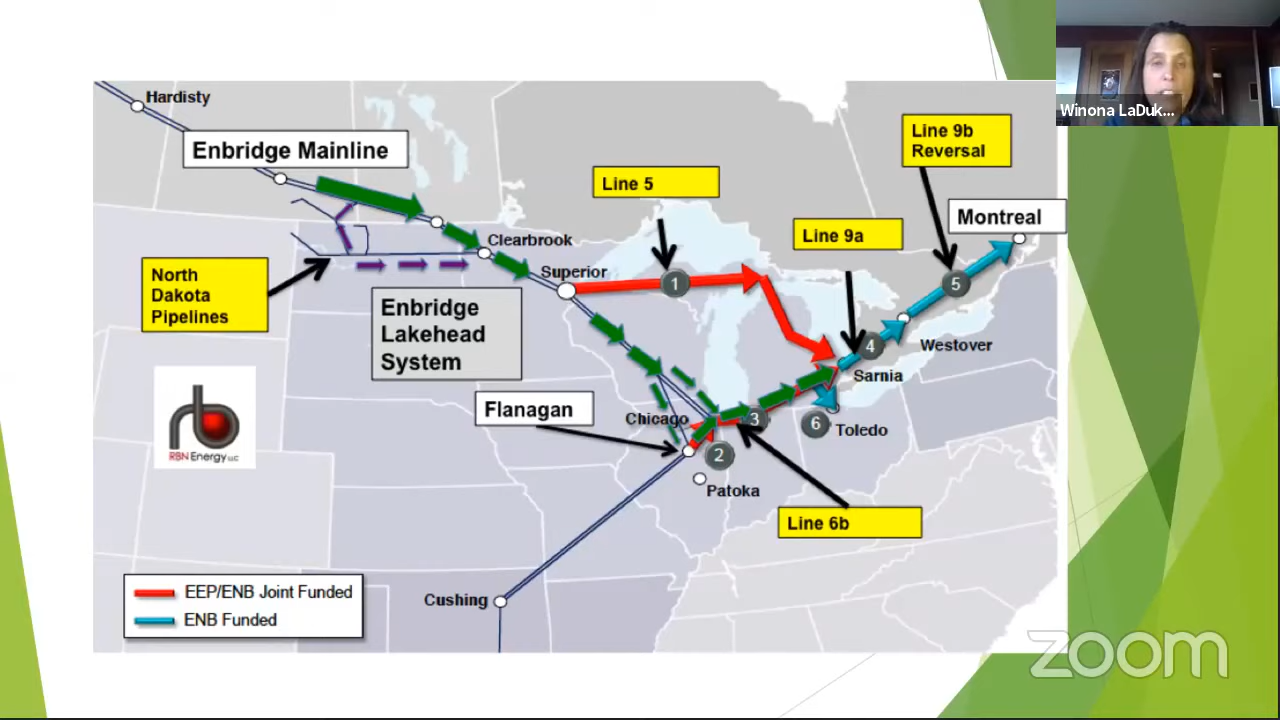 Winona LaDuk...
Hardisty
Enbridge Mainline
Line 9b
Reversal
Line 5
Montreal
Line 9a
Clearbrook
Superior
1
5
North
Dakota
Pipelines
Enbridge
Lakehead
System
4
Westover
Sarnia
Flanagan
Chicago
3
6
Toledo
RBN Energy LLC
2
Patoka
Line 6b
Cushing
EEP/ENB Joint Funded
ENB Funded
zoom